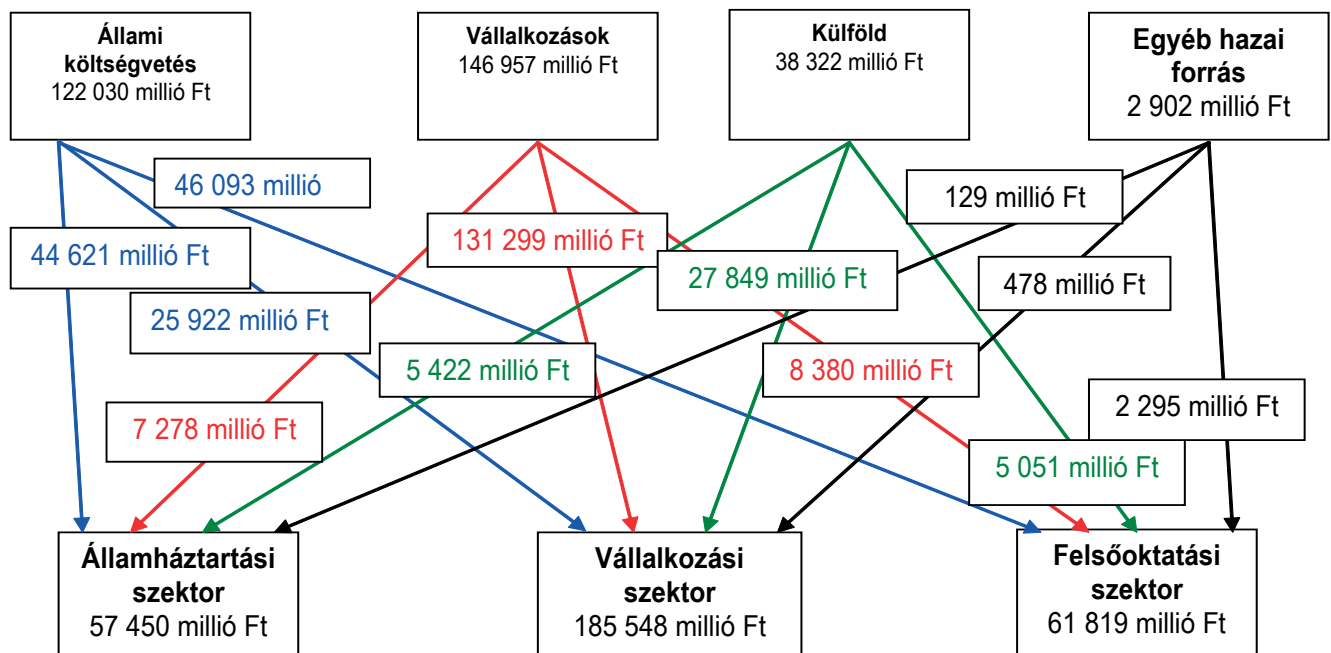 Állami
költségvetés
122 030 millió Ft
Vállalkozások
146 957 millió Ft
Külföld
38 322 millió Ft
Egyéb hazai
forrás
2 902 millió Ft
46 093 millió
129 millió Ft
44 621 millió Ft
131 299 millió Ft
27 849 millió Ft
478 millió Ft
25 922 millió Ft
5 422 millió Ft
8 380 millió Ft
2 295 millió Ft
7 278 millió Ft
5 051 millió Ft
Államháztartási
szektor
57 450 millió Ft
Vállalkozási
szektor
185 548 millió Ft
Felsőoktatási
szektor
61 819 millió Ft